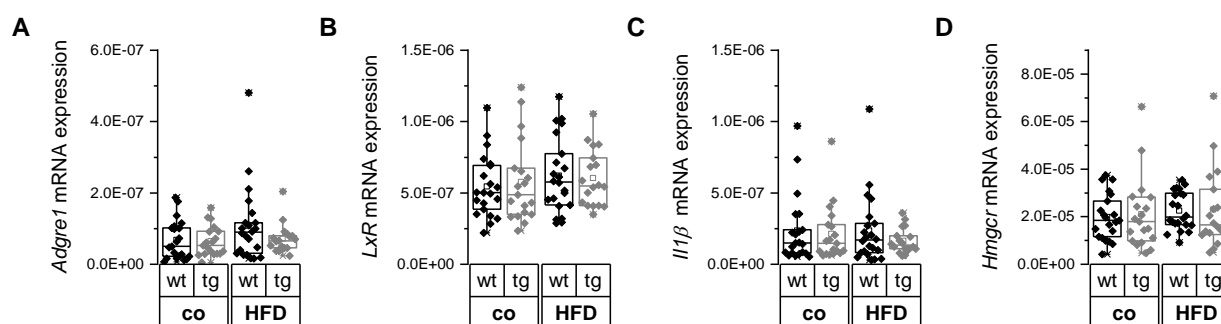 A
Adgre1 mRNA expression
6.0E-07
4.0E-07
2.0E-07
0.0E+00
wt tg wt tg
co HFD
B
LxR mRNA expression
1.5E-06
1.0E-06
5.0E-07
0.0E+00
wt tg wt tg
co HFD
C
Il1β mRNA expression
1.5E-06
1.0E-06
5.0E-07
0.0E+00
wt tg wt tg
co HFD
D
Hmgcr mRNA expression
8.0E-05
6.0E-05
4.0E-05
2.0E-05
0.0E+00
wt tg wt tg
co HFD